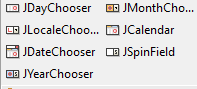 JDayChooser JMonthCho...
JLocaleChoo... JCalendar
JDateChooser JSpinField
JYearChooser